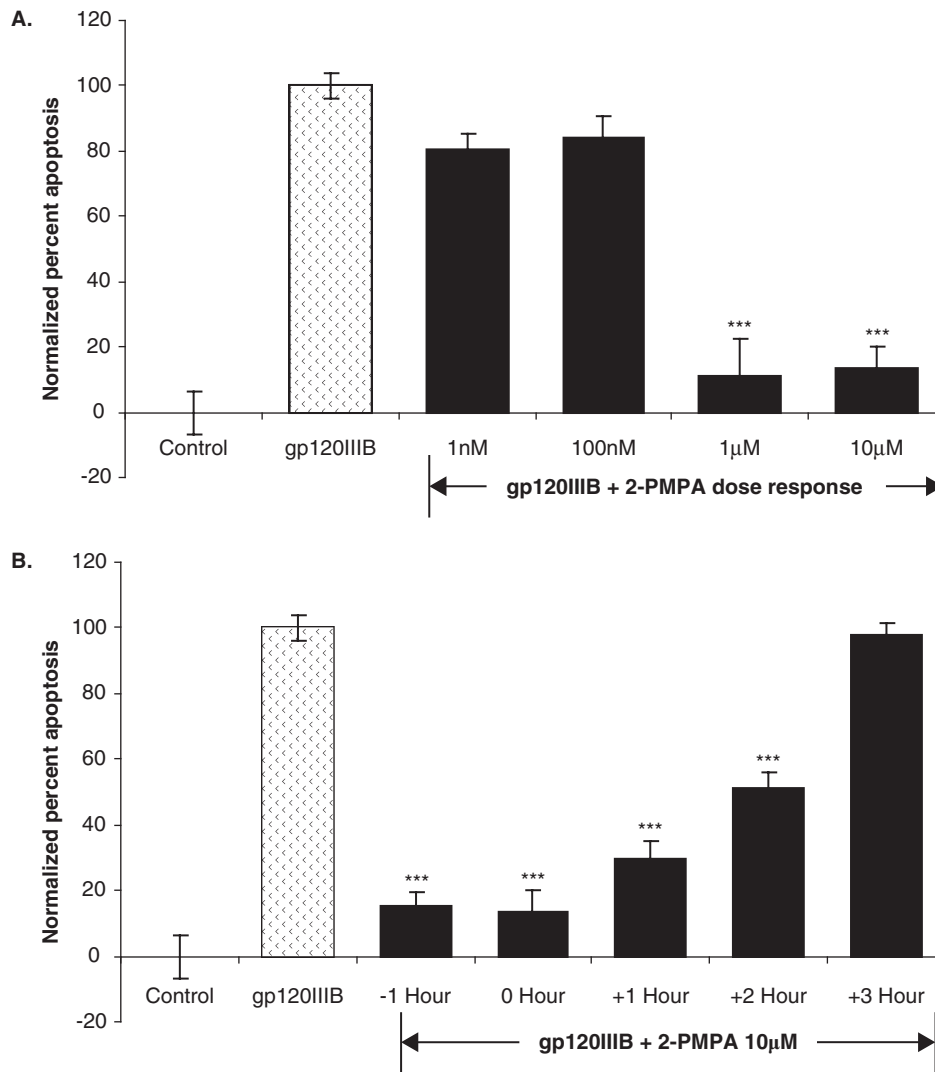 A.
120
100
80
60
40
20
0
-20
Normalized percent apoptosis
*** ***
Control gp120IIIB 1nM 100nM 1µM 10µM
gp120IIIB + 2-PMPA dose response
B.
120
100
80
60
40
20
0
-20
Normalized percent apoptosis
*** *** *** ***
Control gp120IIIB -1 Hour 0 Hour +1 Hour +2 Hour +3 Hour
gp120IIIB + 2-PMPA 10µM